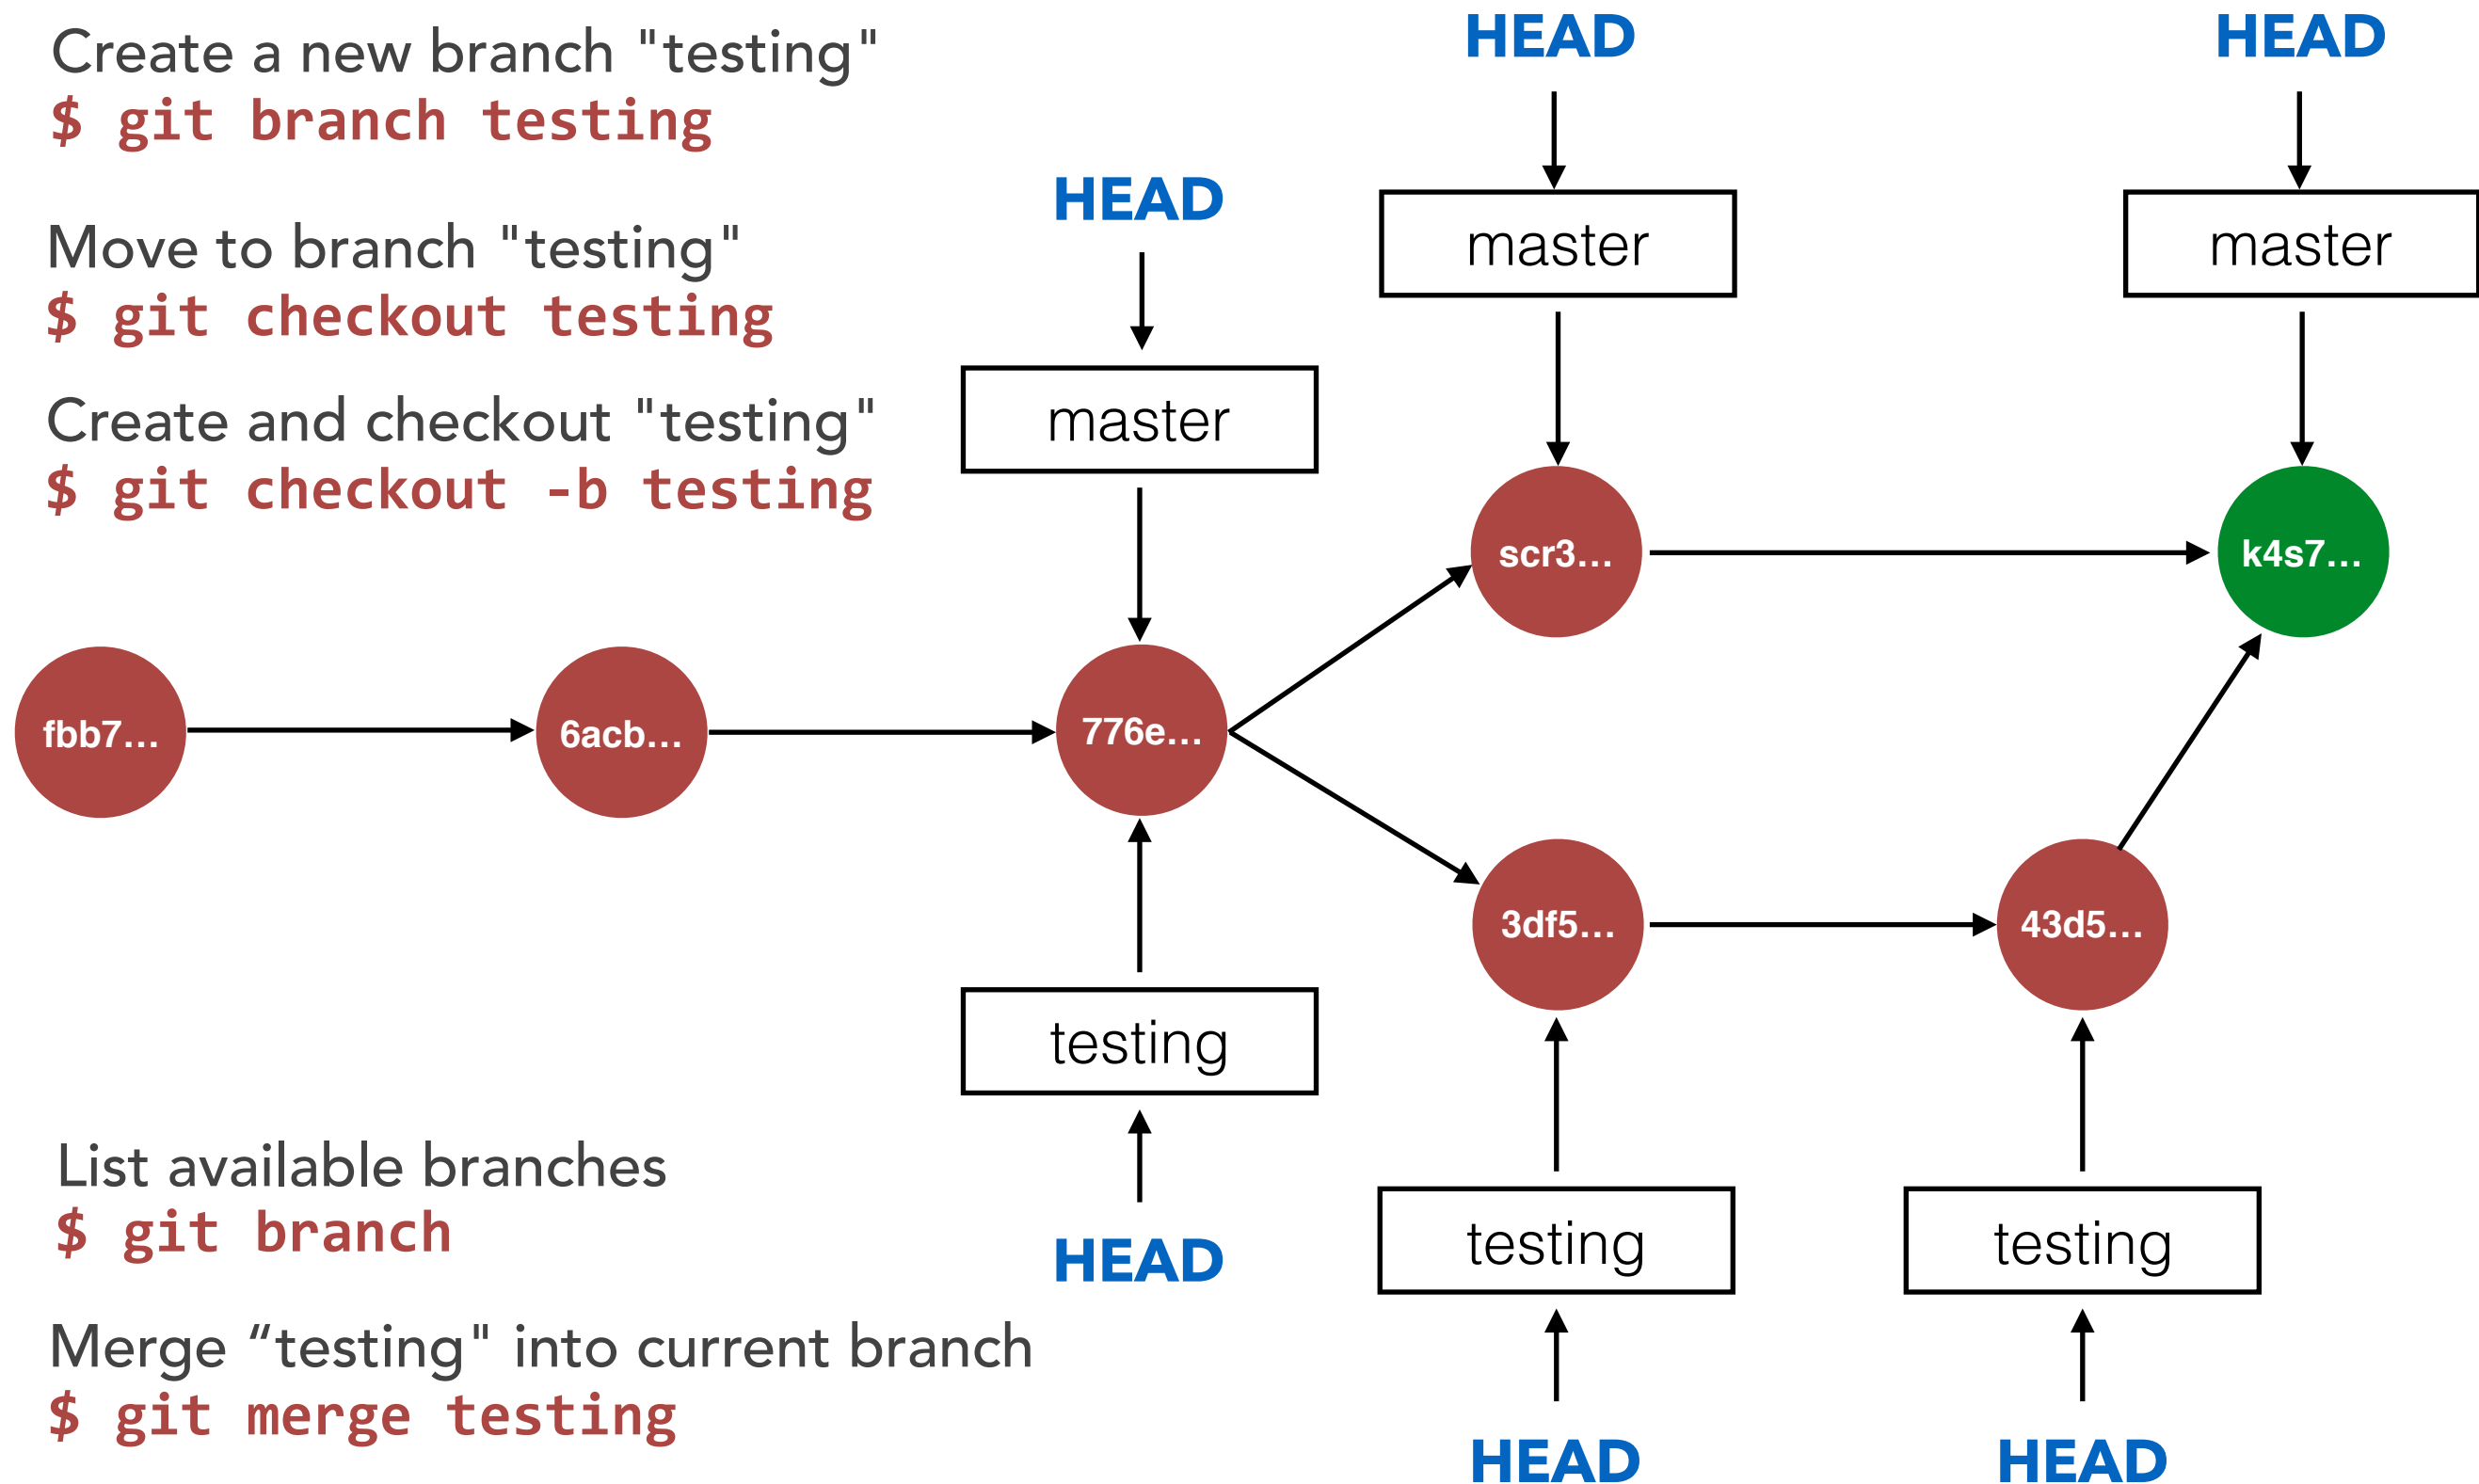 Create a new branch "testing"
$ git branch testing
Move to branch "testing"
$ git checkout testing
Create and checkout "testing"
$ git checkout -b testing
HEAD
HEAD
HEAD
master
master
master
scr3...
k4s7...
fbb7...
6acb...
776e...
3df5...
43d5...
testing
testing
testing
HEAD
HEAD
HEAD
List available branches
$ git branch
Merge “testing" into current branch
$ git merge testing